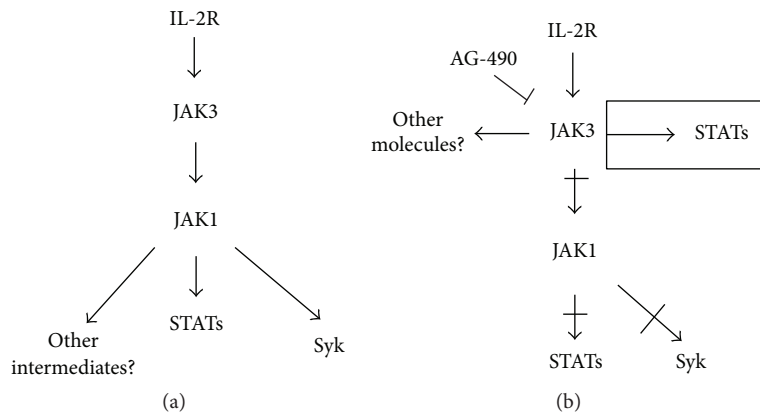 IL-2R
JAK3
JAK1
Other
intermediates?
STATs
Syk
(a)
IL-2R
AG-490
Other
molecules?
JAK3
STATs
JAK1
STATs
Syk
(b)